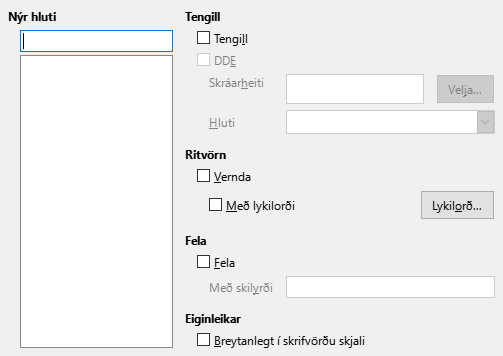 Nýr hluti
Tengill
Tengill
DDE
Skráarheiti
Velja...
Hluti
Ritvörn
Vernda
Með lykilorði
Lykilorð...
Fela
Fela
Með skilyrði
Eiginleikar
Breytanlegt í skrifvörðu skjali